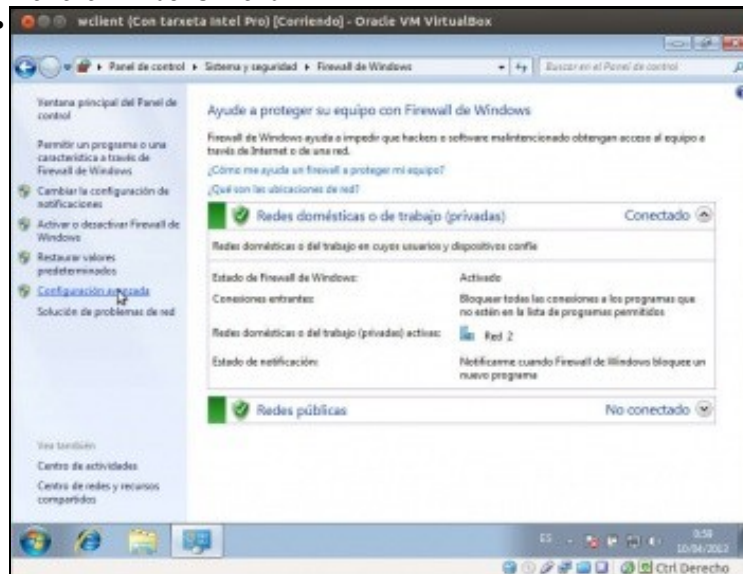 wclient (Con tarxeta Intel Pro) [Corriendo] - Oracle VM VirtualBox
Panel de control ▸ Sistema y seguridad ▸ Firewall de Windows
Buscar en el Panel de control
Ventana principal del Panel de
control
Permitir un programa o una
característica a través de
Firewall de Windows
Cambiar la configuración de
notificaciones
Activar o desactivar Firewall de
Windows
Restaurar valores
predeterminados
Configuración avanzada
Solución de problemas de red
Vea también
Centro de actividades
Centro de redes y recursos
compartidos
Ayude a proteger su equipo con Firewall de Windows
Firewall de Windows ayuda a impedir que hackers o software malintencionado obtengan acceso al equipo a
través de Internet o de una red.
¿Cómo me ayuda un firewall a proteger mi equipo?
¿Qué son las ubicaciones de red?
Redes domésticas o de trabajo (privadas) Conectado
Redes domésticas o del trabajo en cuyos usuarios y dispositivos confíe
Estado de Firewall de Windows: Activado
Conexiones entrantes: Bloquear todas las conexiones a los programas que
no estén en la lista de programas permitidos
Redes domésticas o del trabajo (privadas) activas: Red 2
Estado de notificación: Notificarme cuando Firewall de Windows bloquee un
nuevo programa
Redes públicas No conectado
ES
0:56
10/04/2013
Ctrl Derecho